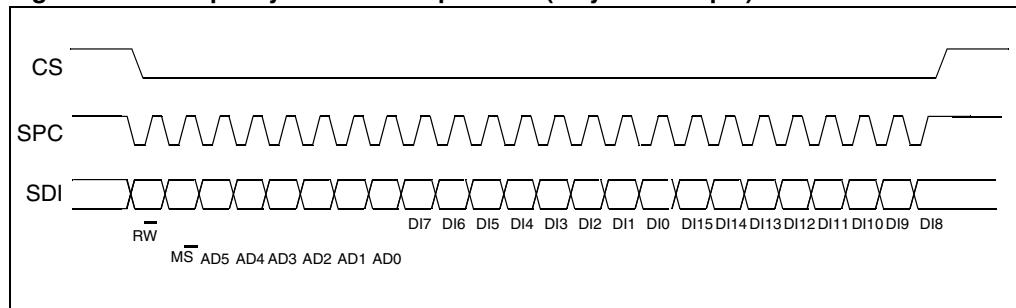 CS
SPC
SDI
DI7 DI6 DI5 DI4 DI3 DI2 DI1 DI0 DI15 DI14 DI13 DI12 DI11 DI10 DI9 DI8
RW̅
MS̅ AD5 AD4 AD3 AD2 AD1 AD0